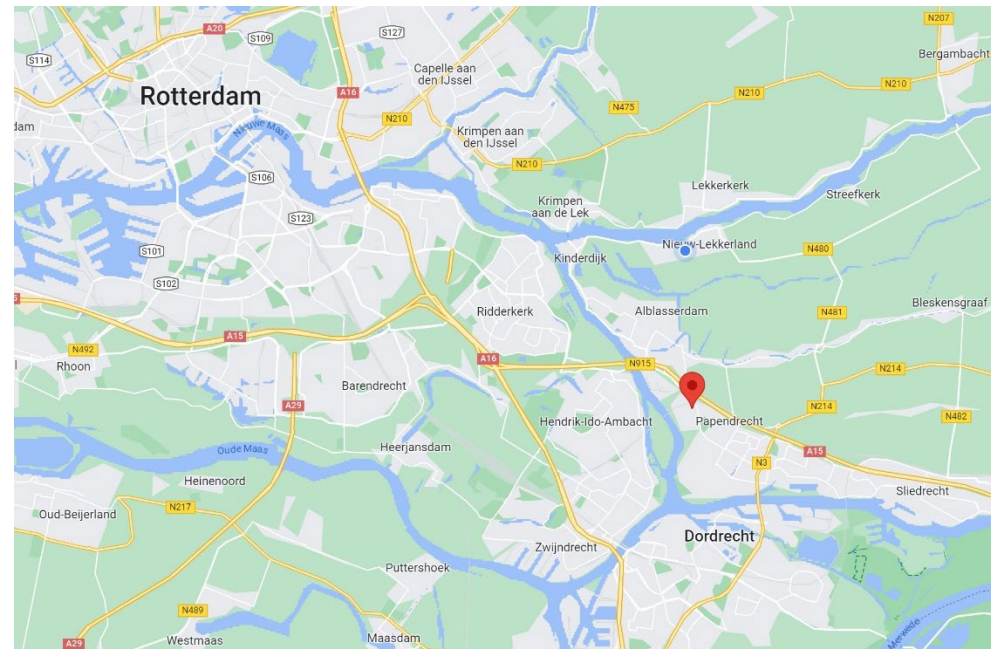 A20
S109
S127
N207
S114
Bergambacht
Capelle aan
den IJssel
A16
N210
N210
Rotterdam
N475
N210
dam
Nieuwe Maas
Krimpen aan
den IJssel
N210
S106
Lekkerkerk
Streefkerk
Krimpen
aan de Lek
S123
Nieuw-Lekkerland
N480
S101
Kinderdijk
S102
Bleskensgraaf
Ridderkerk
Alblasserdam
N481
A15
N492
A16
N915
Rhoon
N214
Barendrecht
A29
N214
Hendrik-Ido-Ambacht
Papendrecht
N482
Heerjansdam
Oude Maas
A15
N3
Heinenoord
Sliedrecht
N217
Oud-Beijerland
Dordrecht
Zwijndrecht
Puttershoek
N489
Merwede
A29
Westmaas
Maasdam